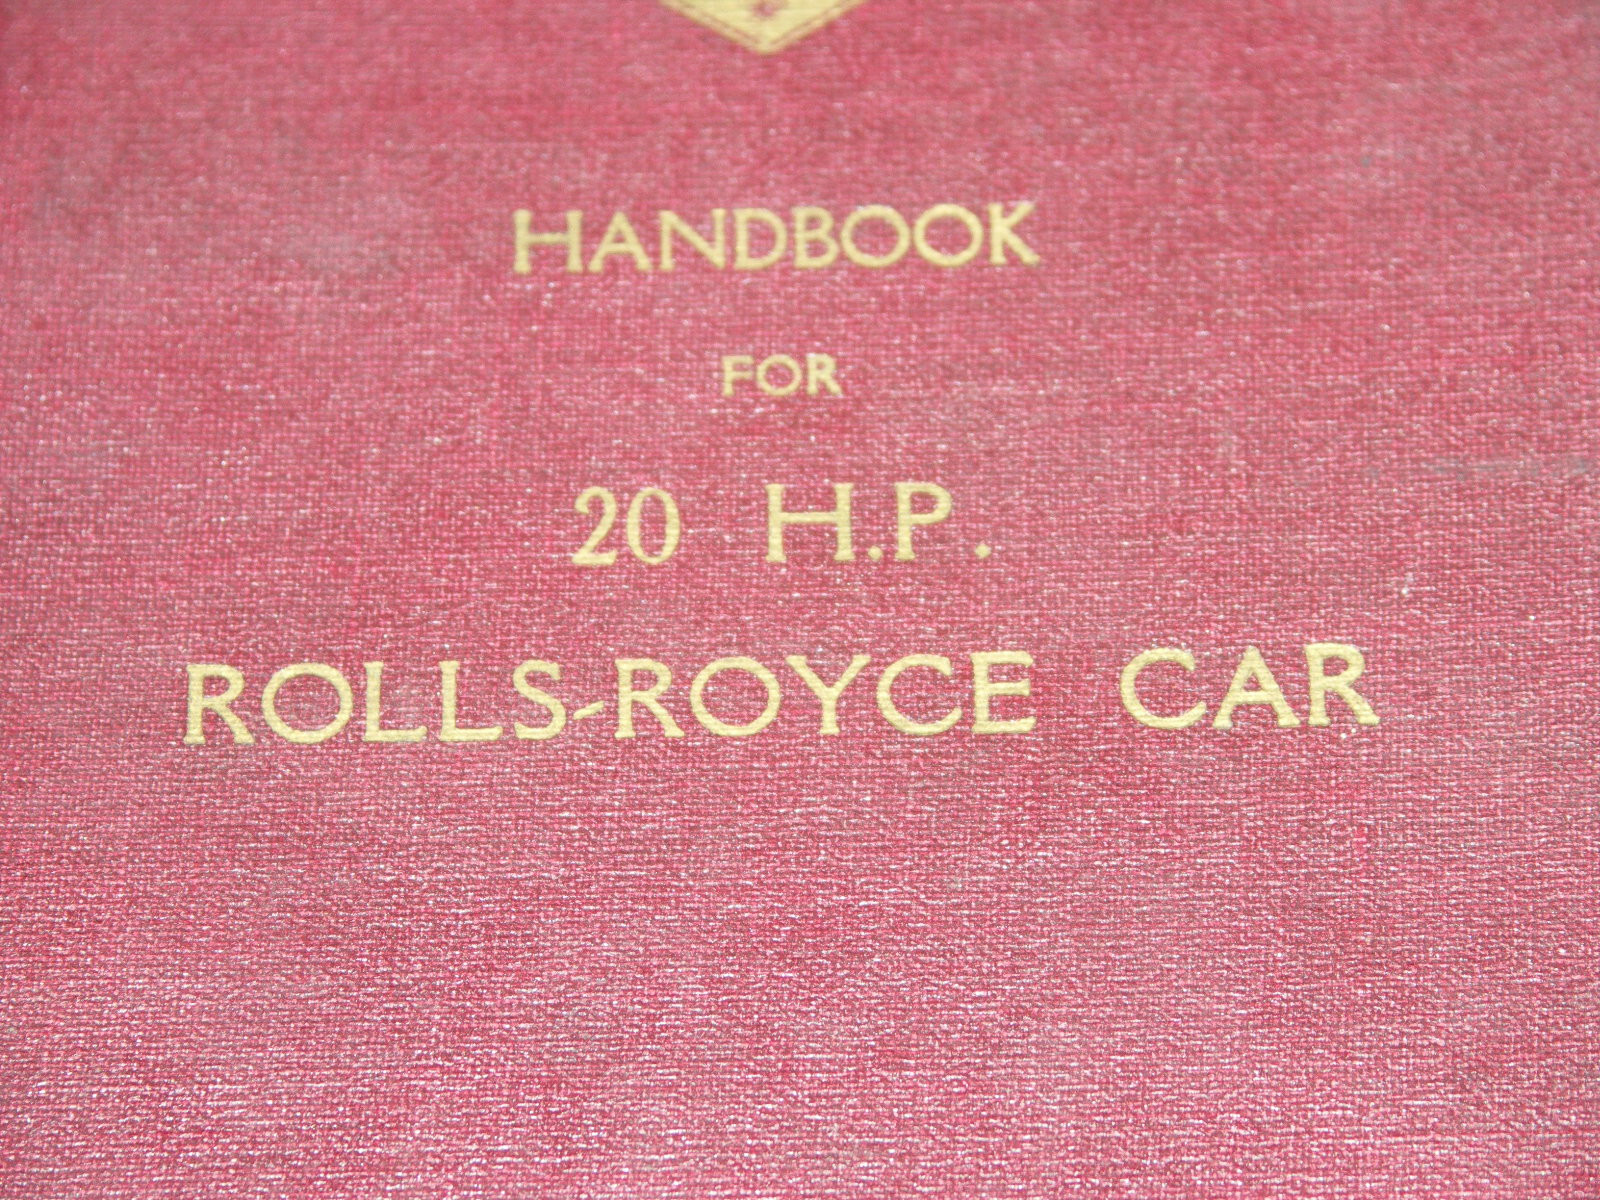 HANDBOOK
FOR
20 H.P.
ROLLS-ROYCE CAR